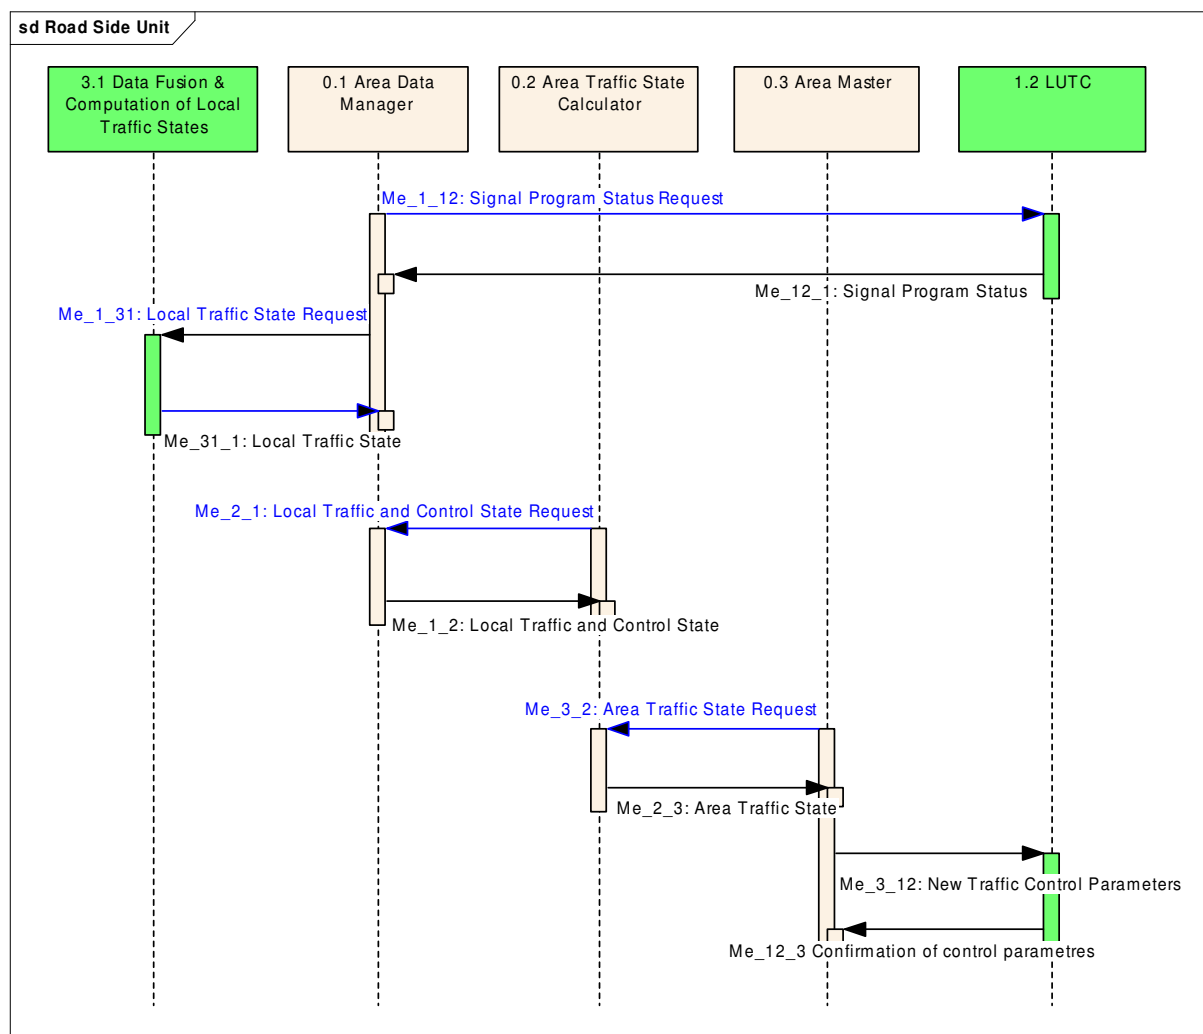 sd Road Side Unit
3.1 Data Fusion &
Computation of Local
Traffic States
0.1 Area Data
Manager
0.2 Area Traffic State
Calculator
0.3 Area Master
1.2 LUTC
Me_1_12: Signal Program Status Request
Me_12_1: Signal Program Status
Me_1_31: Local Traffic State Request
Me_31_1: Local Traffic State
Me_2_1: Local Traffic and Control State Request
Me_1_2: Local Traffic and Control State
Me_3_2: Area Traffic State Request
Me_2_3: Area Traffic State
Me_3_12: New Traffic Control Parameters
Me_12_3 Confirmation of control parametres